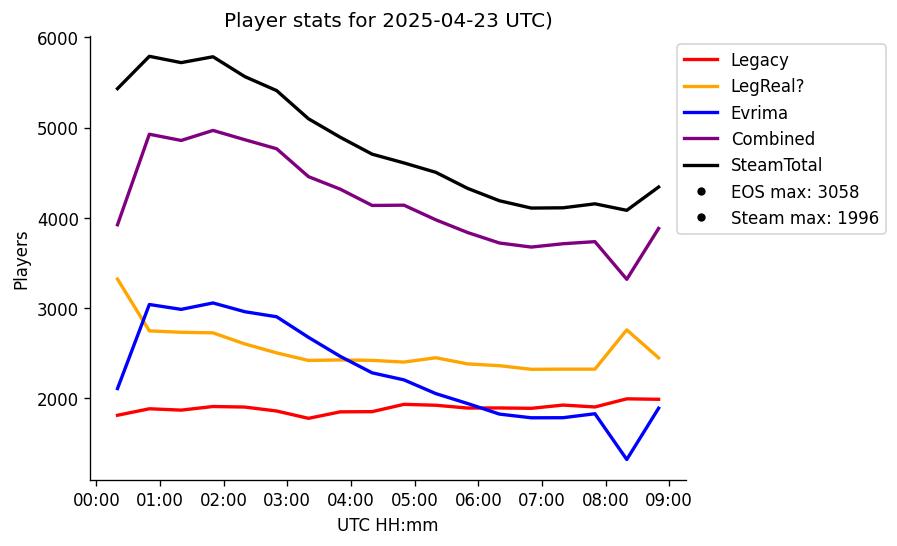 Player stats for 2025-04-23 UTC)
6000
5000
4000
3000
2000
Players
00:00 01:00 02:00 03:00 04:00 05:00 06:00 07:00 08:00 09:00
UTC HH:mm
Legacy
LegReal?
Evrima
Combined
SteamTotal
EOS max: 3058
Steam max: 1996